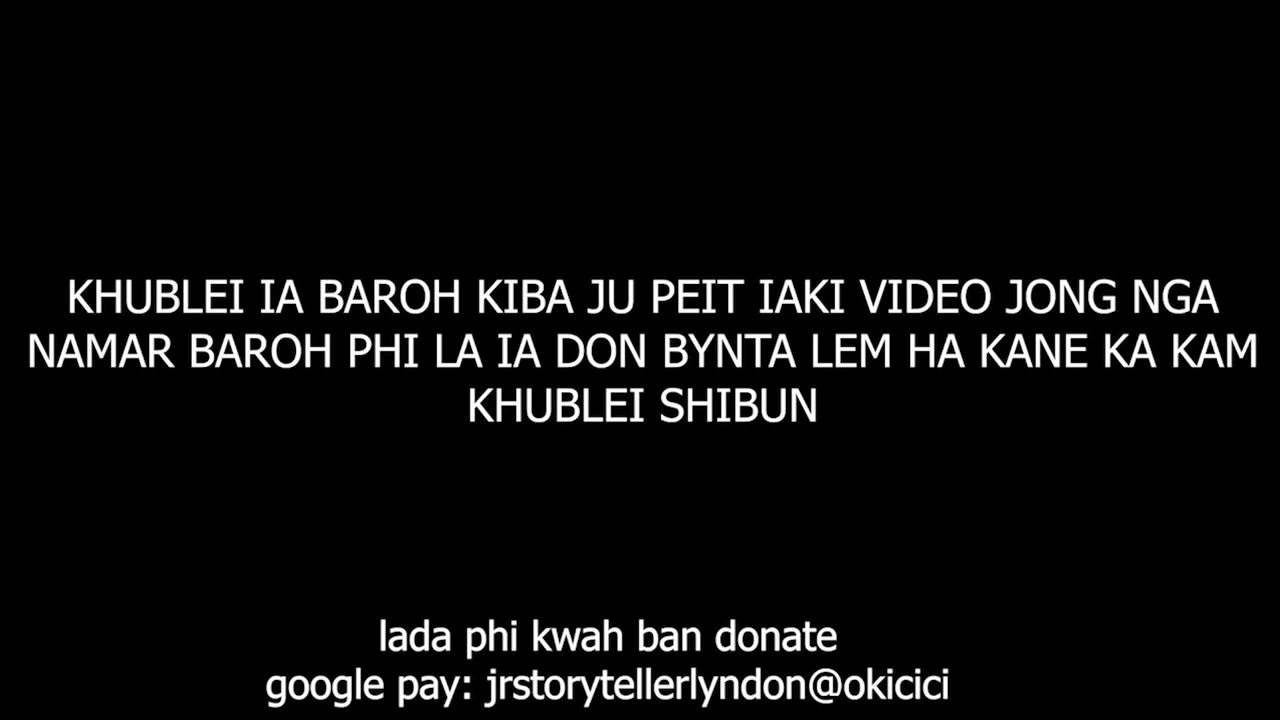 KHUBLEI IA BAROH KIBA JU PEIT IAKI VIDEO JONG NGA
NAMAR BAROH PHI LA IA DON BYNTA LEM HA KANE KA KAM
KHUBLEI SHIBUN
lada phi kwah ban donate
google pay: jrstorytellerlyndon@okicici